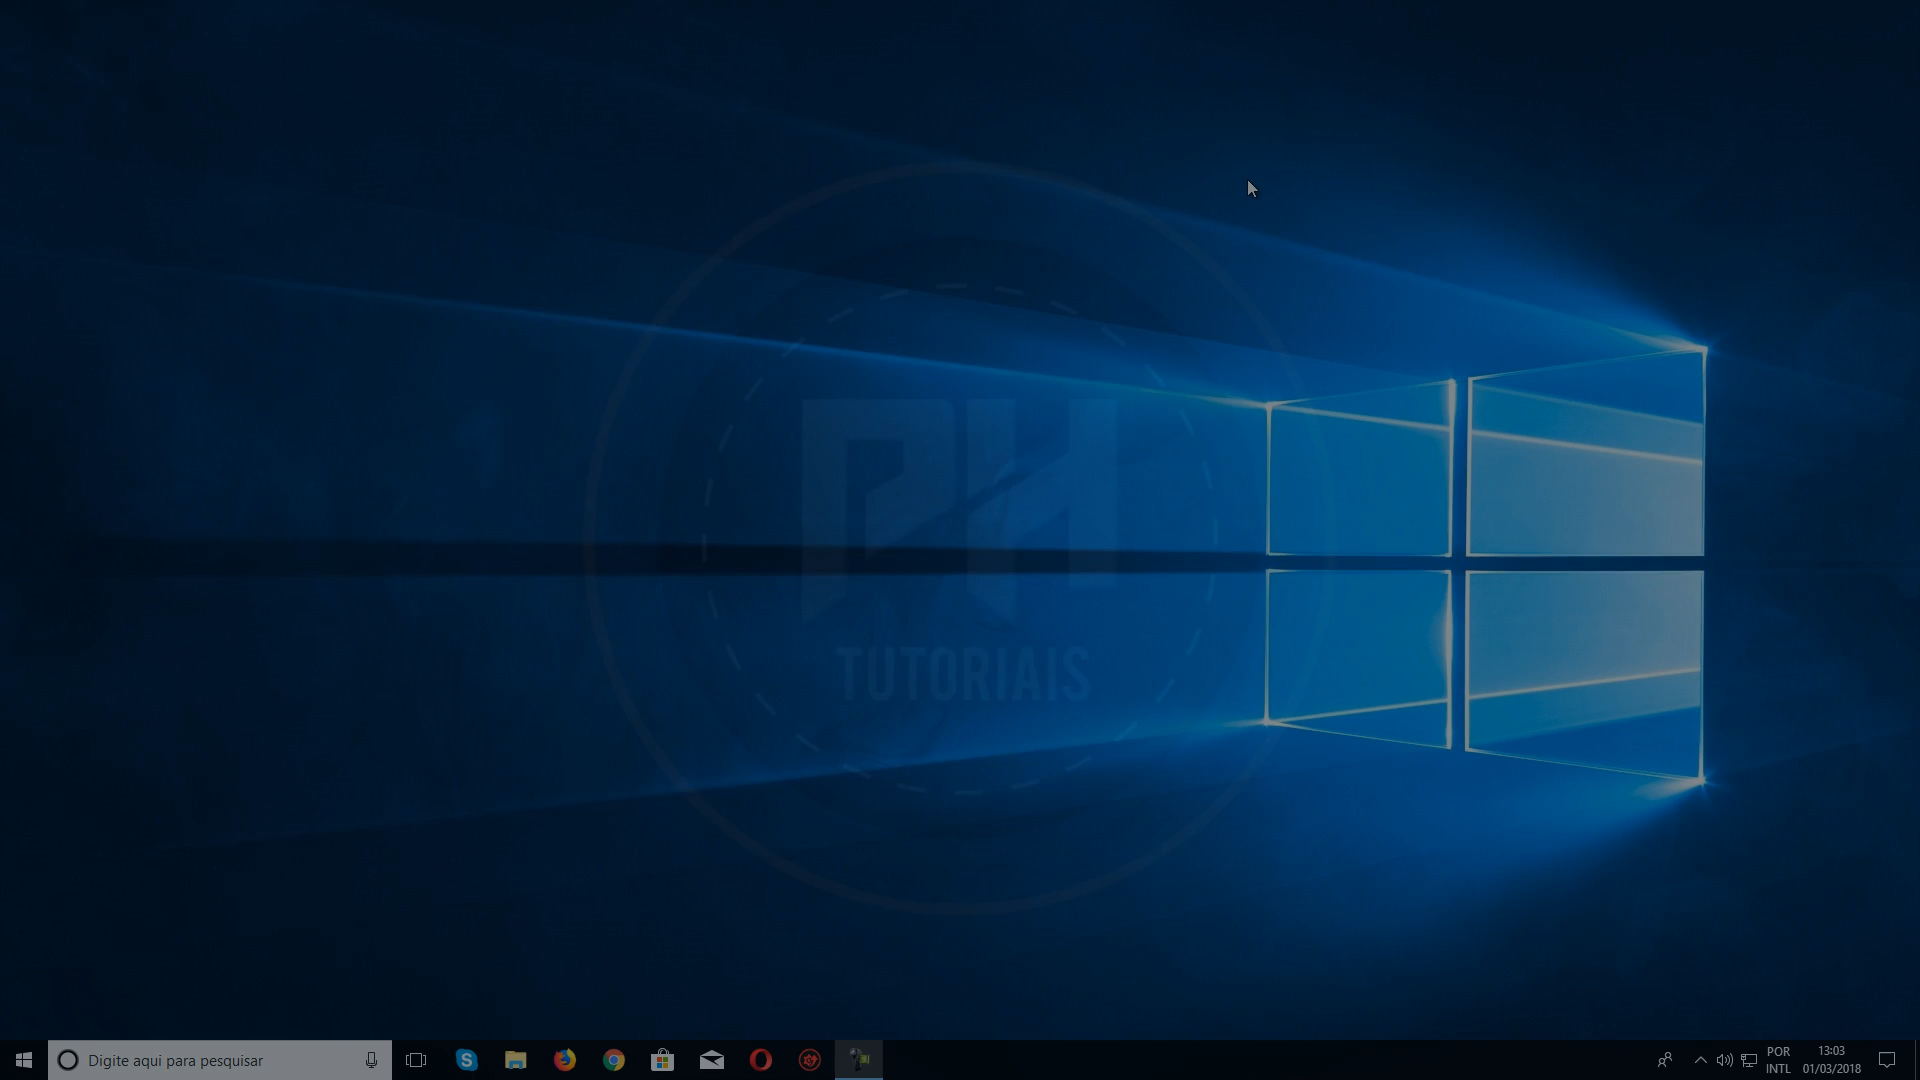 PH
TUTORIAIS
Digite aqui para pesquisar
POR
INTL
13:03
01/03/2018